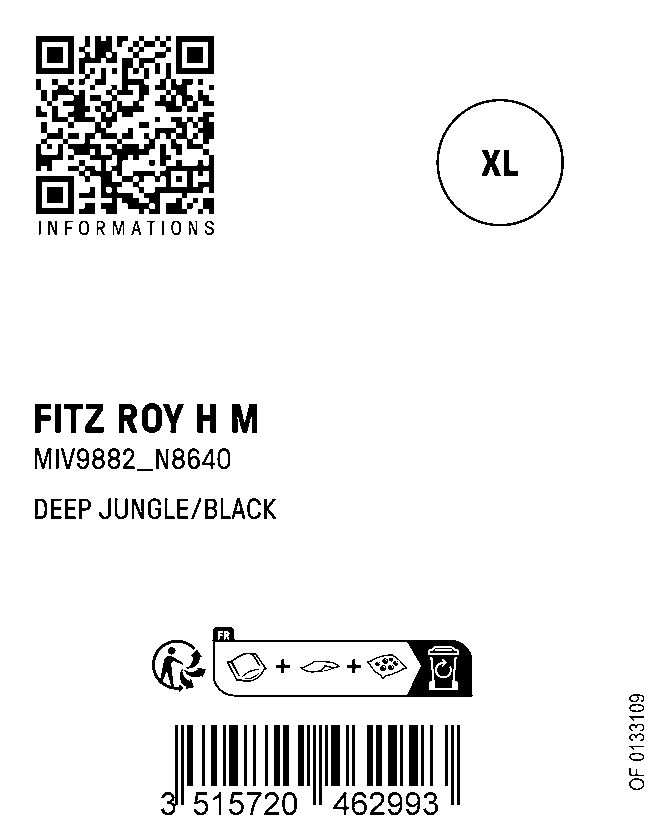 INFORMATIONS
XL
FITZ ROY H M
MIV9882_N8640
DEEP JUNGLE/BLACK
FR
3 515720 462993
OF 0133109